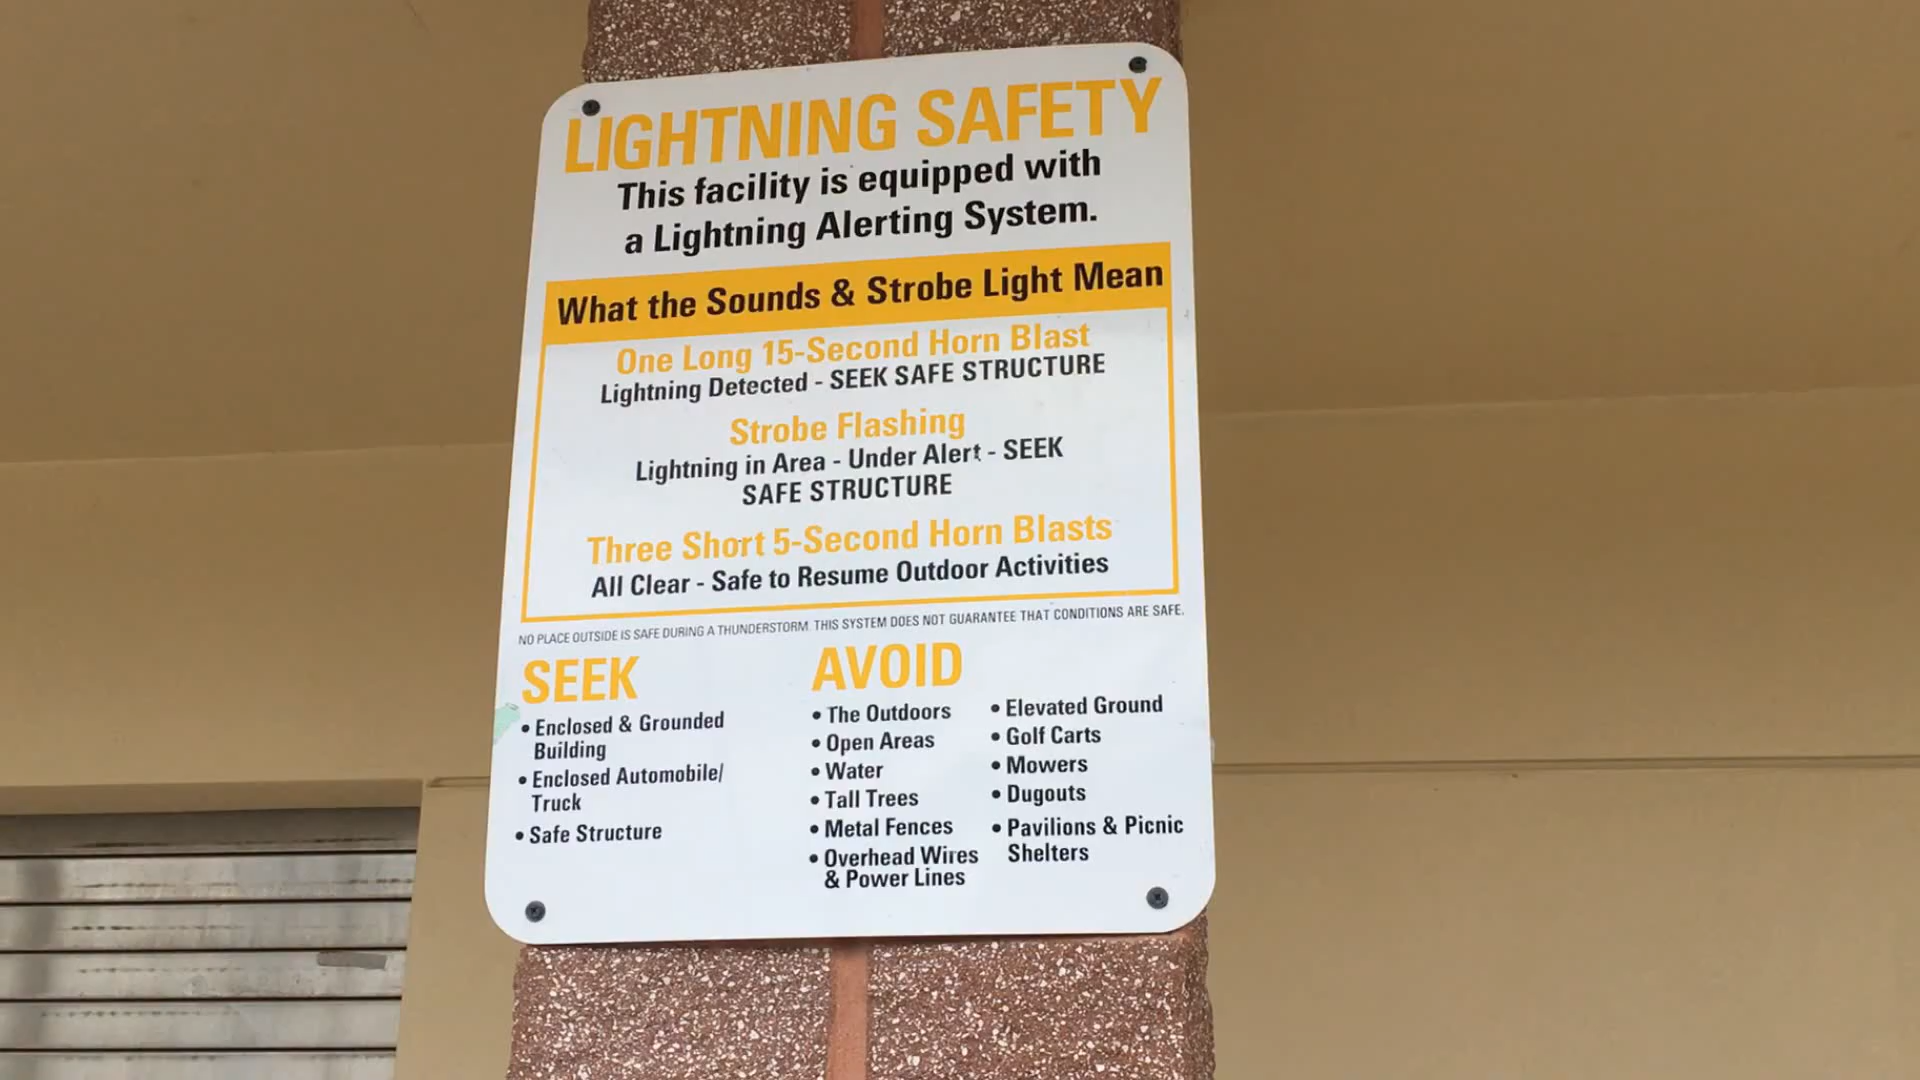 LIGHTNING SAFETY
This facility is equipped with
a Lightning Alerting System.
What the Sounds & Strobe Light Mean
One Long 15-Second Horn Blast
Lightning Detected - SEEK SAFE STRUCTURE
Strobe Flashing
Lightning in Area - Under Alert - SEEK
SAFE STRUCTURE
Three Short 5-Second Horn Blasts
All Clear - Safe to Resume Outdoor Activities
NO PLACE OUTSIDE IS SAFE DURING A THUNDERSTORM. THIS SYSTEM DOES NOT GUARANTEE THAT CONDITIONS ARE SAFE.
SEEK
• Enclosed & Grounded
Building
• Enclosed Automobile/
Truck
• Safe Structure
AVOID
• The Outdoors
• Open Areas
• Water
• Tall Trees
• Metal Fences
• Overhead Wires
& Power Lines
• Elevated Ground
• Golf Carts
• Mowers
• Dugouts
• Pavilions & Picnic
Shelters